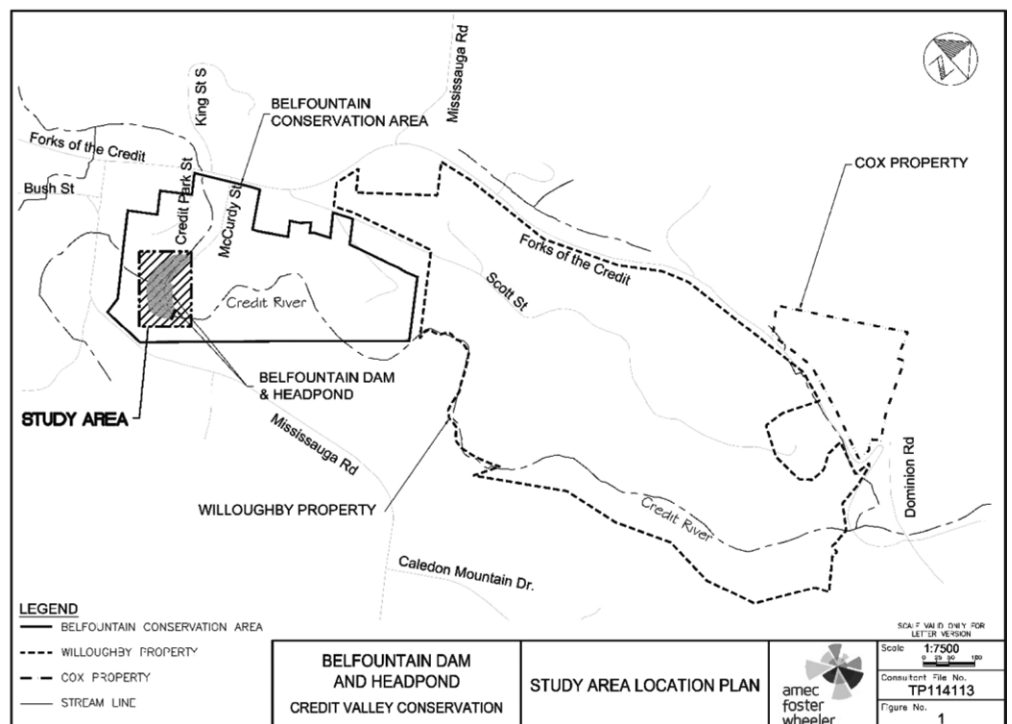 Mississauga Rd
King St S
BELFOUNTAIN
CONSERVATION AREA
Forks of the Credit
Credit Park St
COX PROPERTY
Bush St
McCurdy St
Forks of the Credit
Scott St
Credit River
BELFOUNTAIN DAM
& HEADPOND
STUDY AREA
Mississauga Rd
Dominion Rd
WILLOUGHBY PROPERTY
Credit River
Caledon Mountain Dr.
LEGEND
BELFOUNTAIN CONSERVATION AREA
WILLOUGHBY PROPERTY
COX PROPERTY
STREAM LINE
BELFOUNTAIN DAM
AND HEADPOND
CREDIT VALLEY CONSERVATION
STUDY AREA LOCATION PLAN
amec
foster
wheeler
SCALE VALID ONLY FOR
LETTER VERSION
Scale 1:7500
0 25 50 100
Consultant File No.
TP114113
Figure No.
1